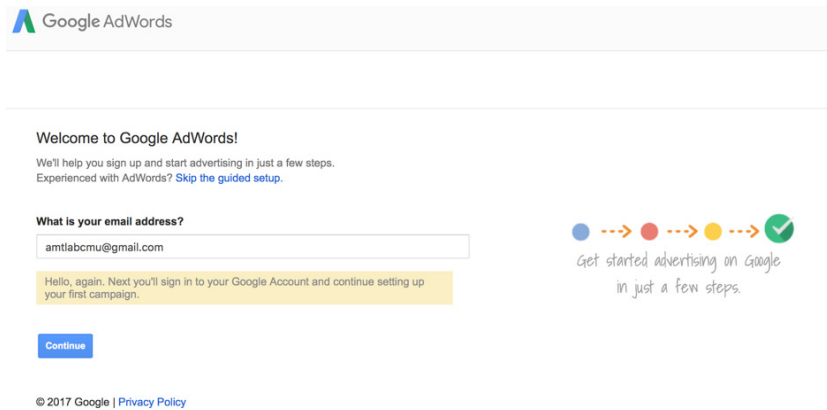 Google AdWords
Welcome to Google AdWords!
We'll help you sign up and start advertising in just a few steps.
Experienced with AdWords? Skip the guided setup.
What is your email address?
amtlabcmu@gmail.com
Hello, again. Next you'll sign in to your Google Account and continue setting up
your first campaign.
Continue
Get started advertising on Google
in just a few steps.
© 2017 Google | Privacy Policy